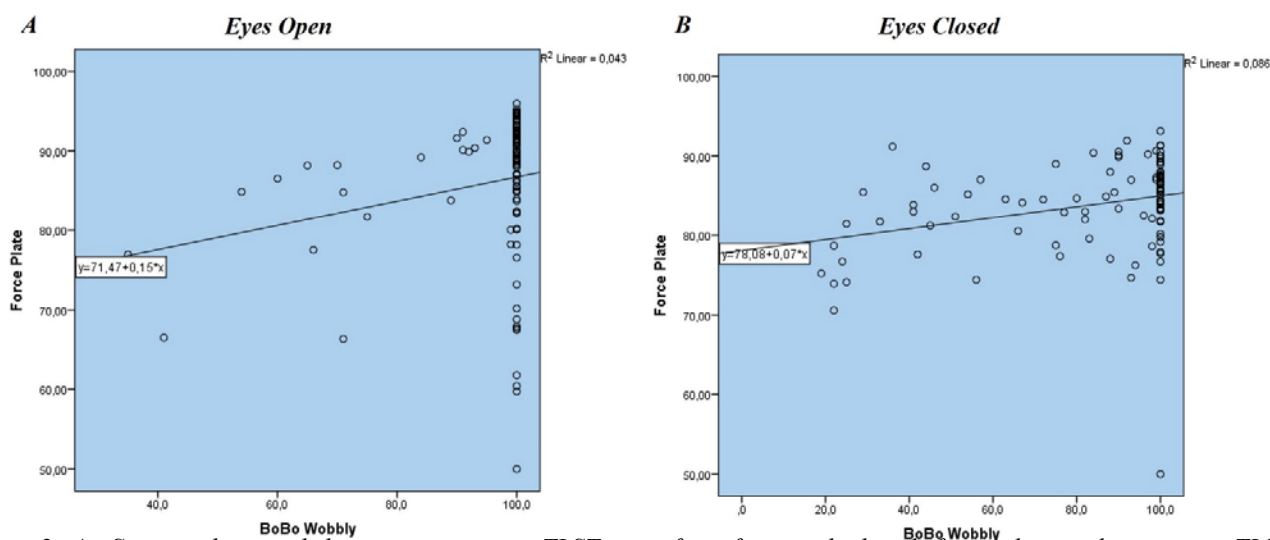 A Eyes Open
R² Linear = 0,043
100,00
90,00
80,00
70,00
60,00
50,00
Force Plate
y=71,47+0,15*x
40,0 60,0 80,0 100,0
BoBo Wobbly
B Eyes Closed
R² Linear = 0,086
100,00
90,00
80,00
70,00
60,00
50,00
Force Plate
y=78,08+0,07*x
,0 20,0 40,0 60,0 80,0 100,0
BoBo Wobbly